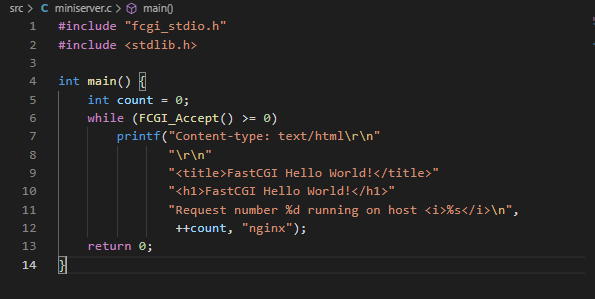 src > C miniserver.c > main()
1 #include "fcgi_stdio.h"
2 #include <stdlib.h>
3
4 int main() {
5     int count = 0;
6     while (FCGI_Accept() >= 0)
7         printf("Content-type: text/html\r\n"
8                 "\r\n"
9                 "<title>FastCGI Hello World!</title>"
10                 "<h1>FastCGI Hello World!</h1>"
11                 "Request number %d running on host <i>%s</i>\n",
12                  ++count, "nginx");
13     return 0;
14 }